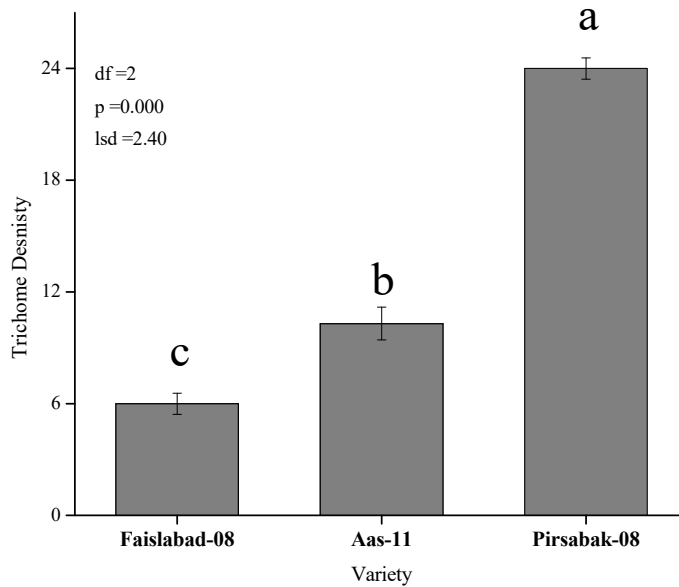 a
24
df =2
p =0.000
lsd =2.40
18
b
12
c
6
0
Trichome Desnisty
Faislabad-08 Aas-11 Pirsabak-08
Variety